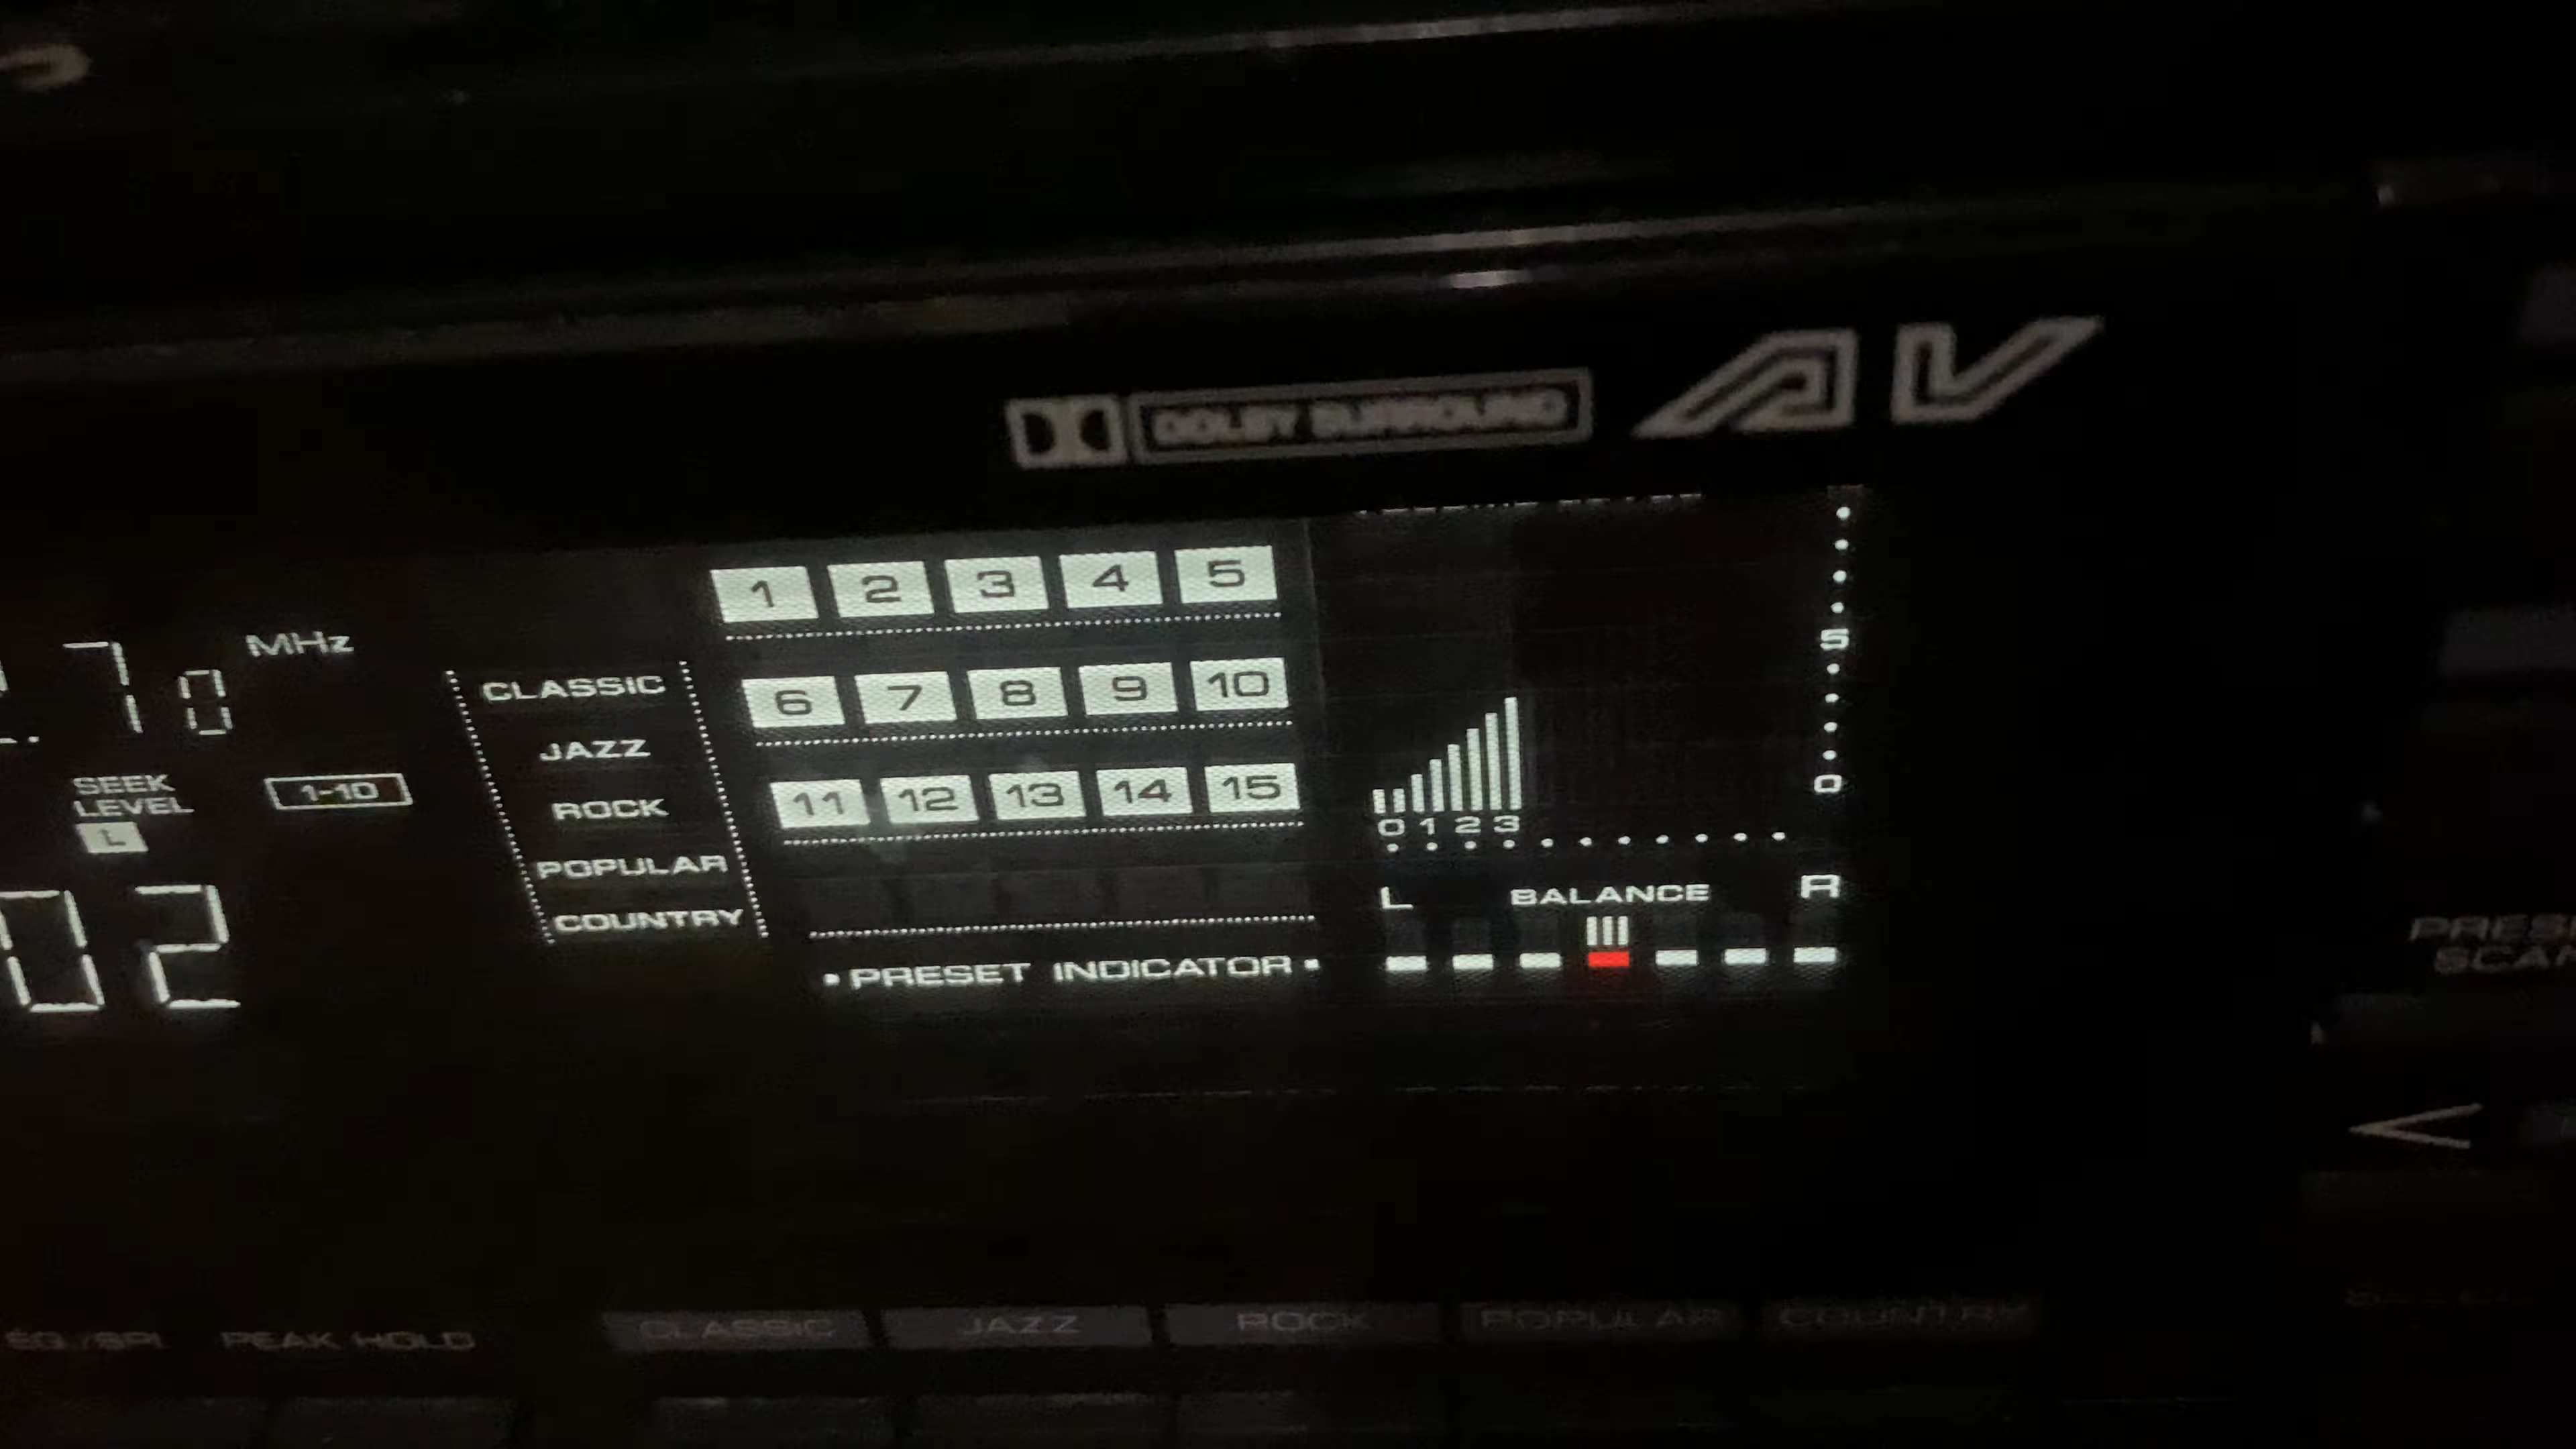 DOLBY SURROUND AV
1 2 3 4 5
70 MHz
CLASSIC
6 7 8 9 10
5
JAZZ
SEEK
LEVEL
L
1-10
ROCK
11 12 13 14 15
0
0 1 2 3
POPULAR
COUNTRY
L BALANCE R
02
• PRESET INDICATOR •
PEAK HOLD
CLASSIC JAZZ ROCK POPULAR COUNTRY